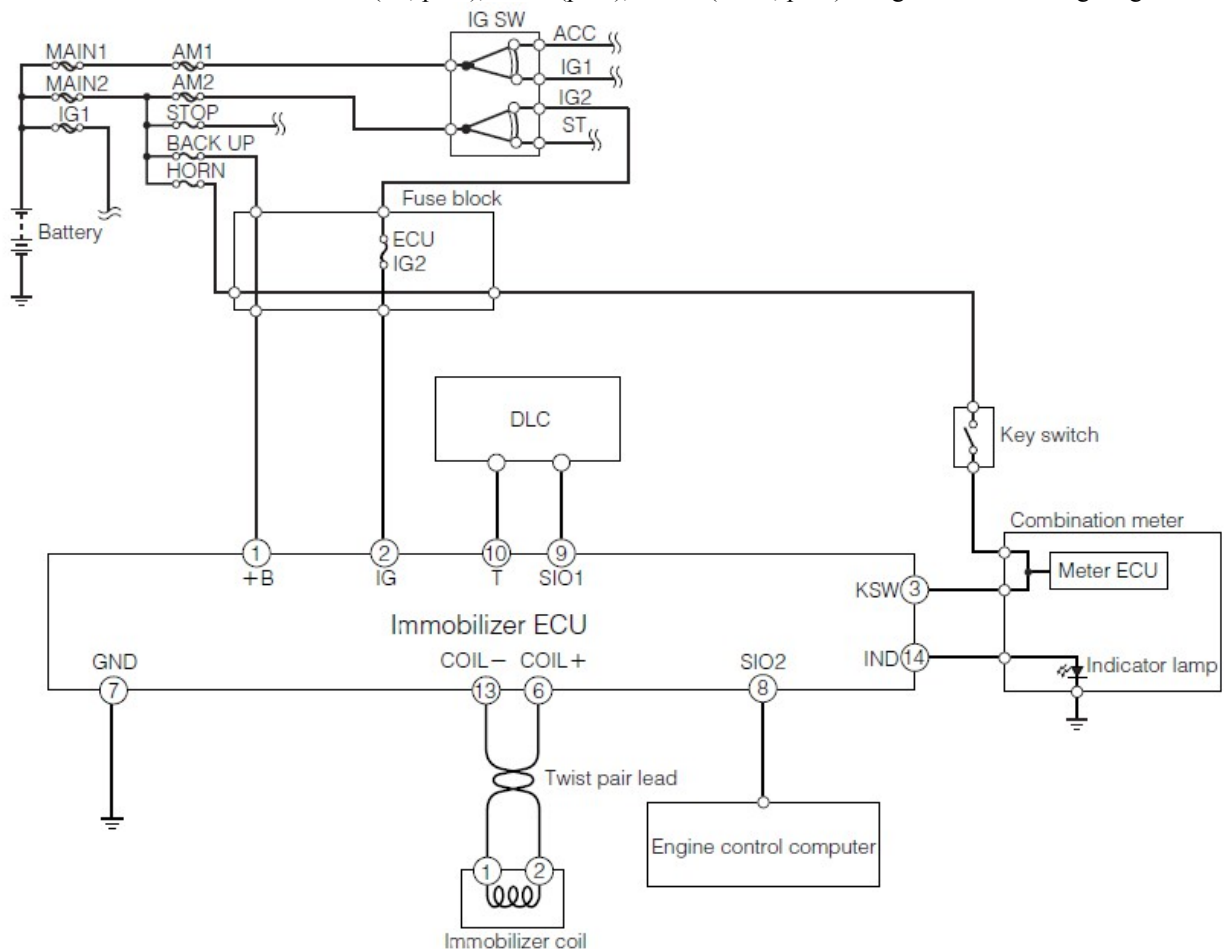 IG SW
ACC
MAIN1 AM1
IG1
MAIN2 AM2
IG2
IG1 STOP
ST
BACK UP
HORN
Fuse block
Battery
ECU
IG2
DLC
Key switch
Combination meter
Meter ECU
1 2 10 9
+B IG T SIO1
KSW 3
Immobilizer ECU
GND COIL- COIL+ SIO2 IND 14
Indicator lamp
7 13 6 8
Twist pair lead
Engine control computer
1 2
Immobilizer coil